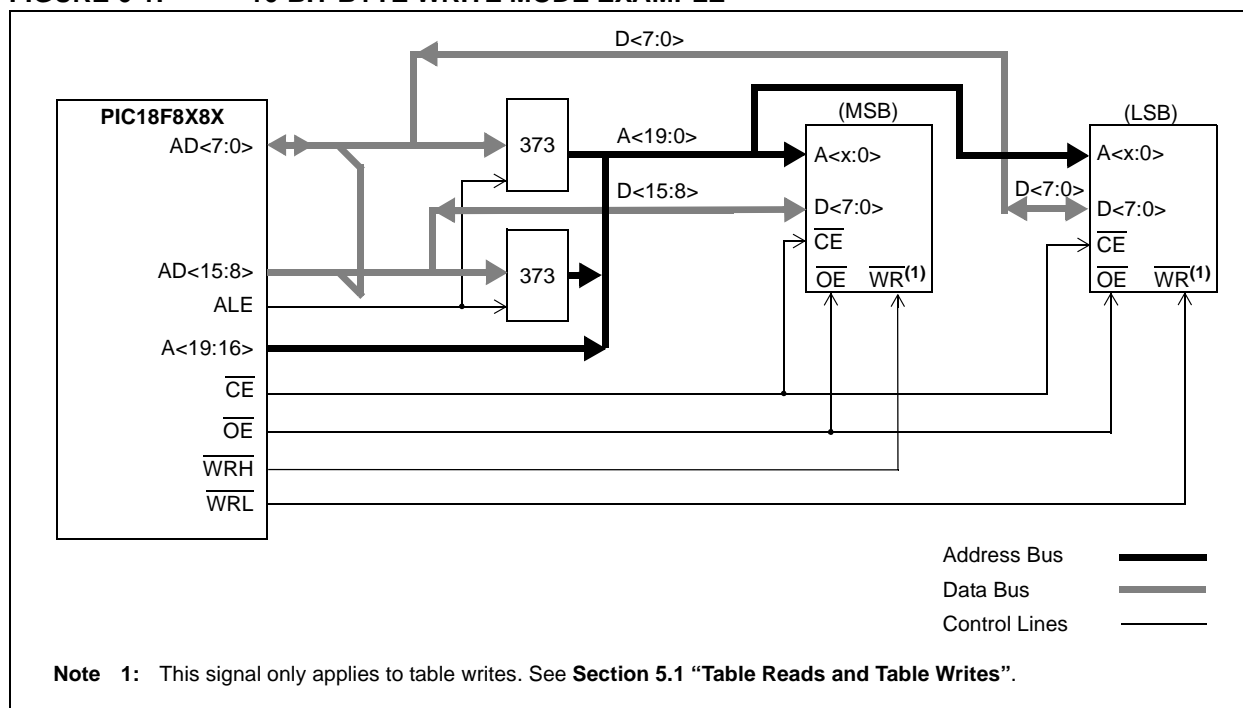 D<7:0>
PIC18F8X8X
AD<7:0>
373
A<19:0>
(MSB)
A<x:0>
(LSB)
A<x:0>
D<15:8>
D<7:0>
D<7:0>
D<7:0>
CE
CE
AD<15:8>
373
OE WR(1)
OE WR(1)
ALE
A<19:16>
CE
OE
WRH
WRL
Address Bus
Data Bus
Control Lines
Note 1: This signal only applies to table writes. See Section 5.1 “Table Reads and Table Writes”.